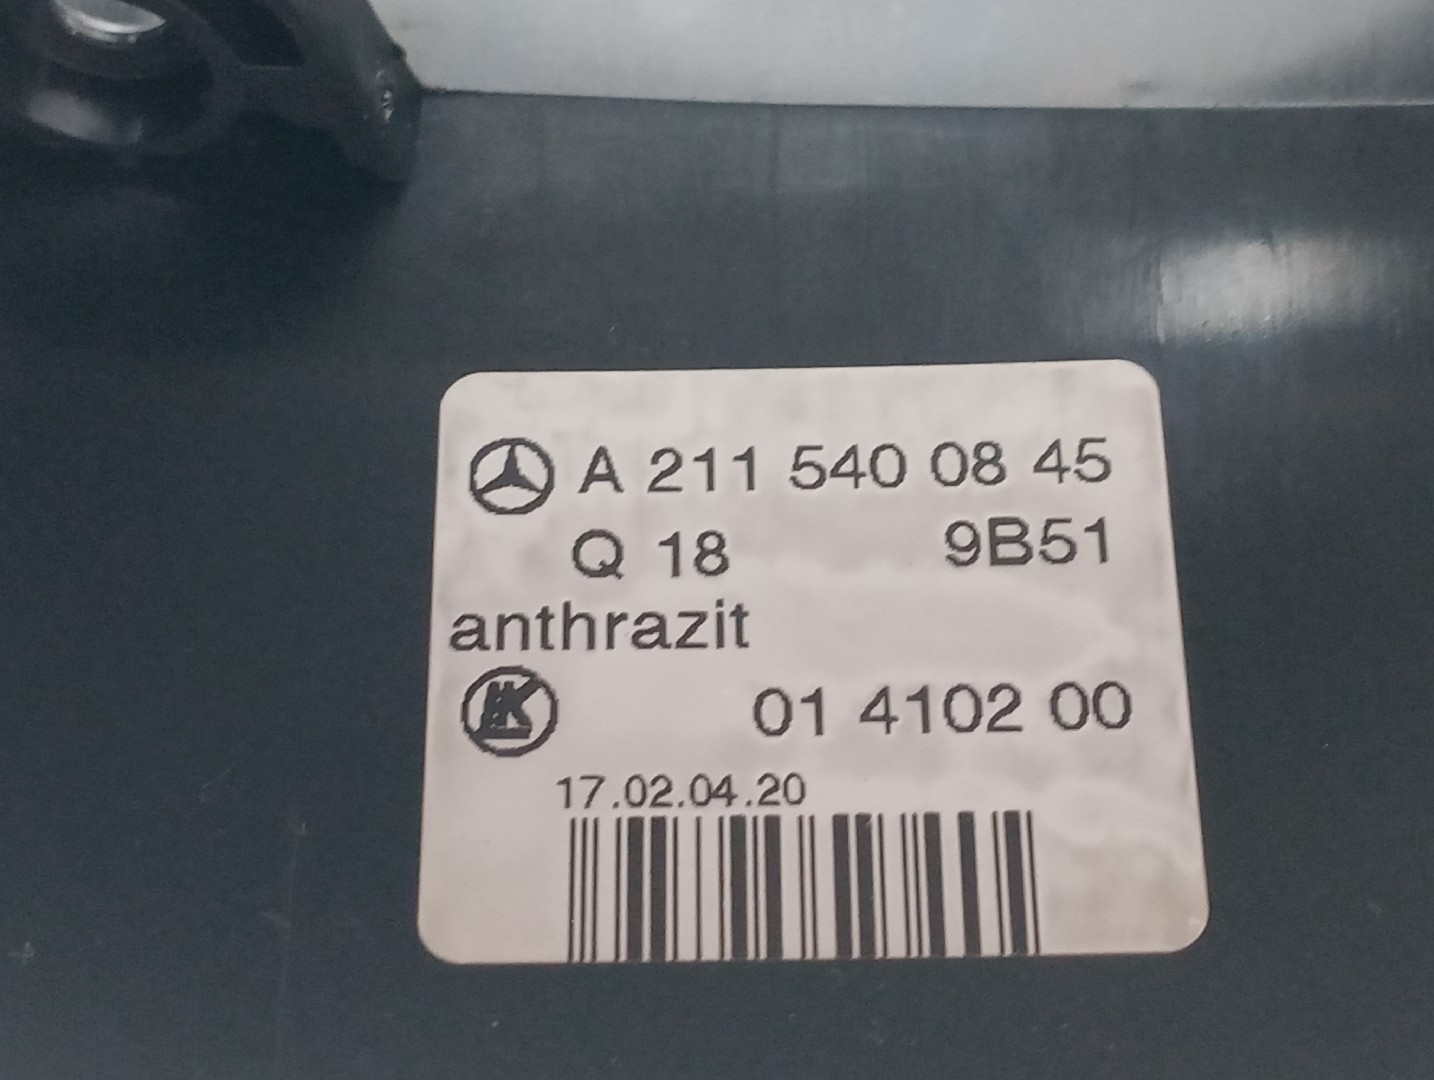 A 211 540 08 45
Q 18 9B51
anthrazit
01 4102 00
17.02.04.20